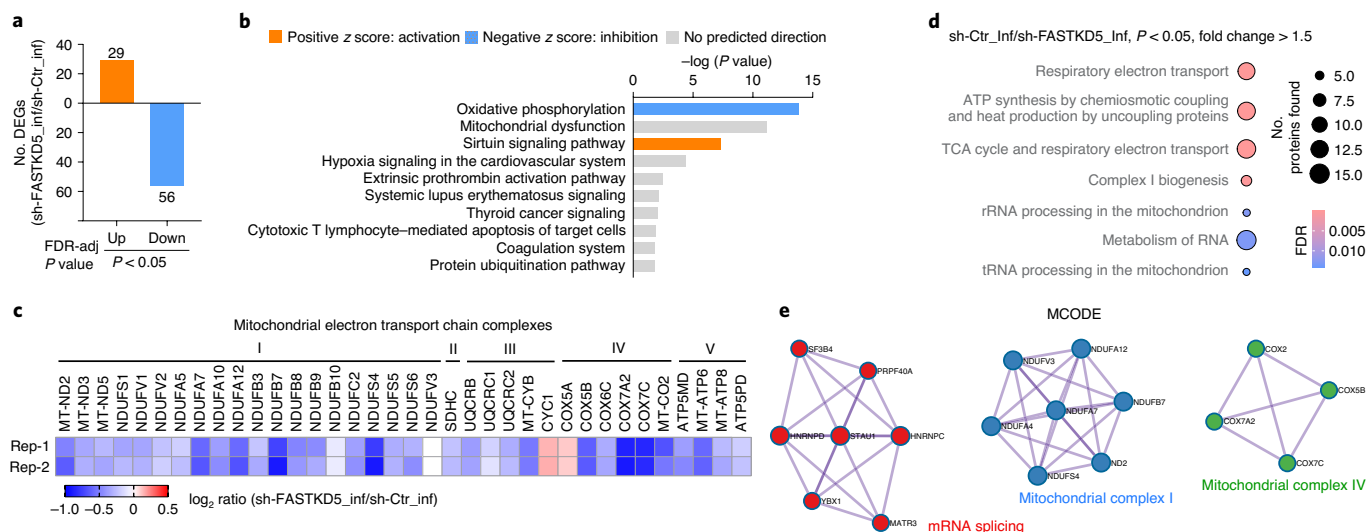 a
No. DEGs
(sh-FASTKD5_inf/sh-Ctr_inf)
40
20
0
20
40
60
29
56
Up Down
FDR-adj
P value
P < 0.05
b
Positive z score: activation Negative z score: inhibition No predicted direction
–log (P value)
0 5 10 15
Oxidative phosphorylation
Mitochondrial dysfunction
Sirtuin signaling pathway
Hypoxia signaling in the cardiovascular system
Extrinsic prothrombin activation pathway
Systemic lupus erythematosus signaling
Thyroid cancer signaling
Cytotoxic T lymphocyte–mediated apoptosis of target cells
Coagulation system
Protein ubiquitination pathway
c
Mitochondrial electron transport chain complexes
I II III IV V
MT-ND2
MT-ND3
MT-ND5
NDUFS1
NDUFV1
NDUFV2
NDUFA5
NDUFA7
NDUFA10
NDUFA12
NDUFB3
NDUFB7
NDUFB8
NDUFB9
NDUFB10
NDUFC2
NDUFS4
NDUFS5
NDUFS6
NDUFV3
SDHC
UQCRB
UQCRC1
UQCRC2
MT-CYB
CYC1
COX5A
COX5B
COX6C
COX7A2
COX7C
MT-CO2
ATP5MD
MT-ATP6
MT-ATP8
ATP5PD
Rep-1
Rep-2
–1.0 –0.5 0 0.5
log2 ratio (sh-FASTKD5_inf/sh-Ctr_inf)
d
sh-Ctr_Inf/sh-FASTKD5_Inf, P < 0.05, fold change > 1.5
Respiratory electron transport
ATP synthesis by chemiosmotic coupling
and heat production by uncoupling proteins
TCA cycle and respiratory electron transport
Complex I biogenesis
rRNA processing in the mitochondrion
Metabolism of RNA
tRNA processing in the mitochondrion
No.
proteins found
5.0
7.5
10.0
12.5
15.0
FDR
0.005
0.010
e
MCODE
SF3B4
PRPF40A
HNRNPD
STAU1
HNRNPC
YBX1
MATR3
mRNA splicing
NDUFA12
NDUFV3
NDUFB7
NDUFA7
NDUFA4
ND2
NDUFS4
Mitochondrial complex I
COX2
COX5B
COX7A2
COX7C
Mitochondrial complex IV